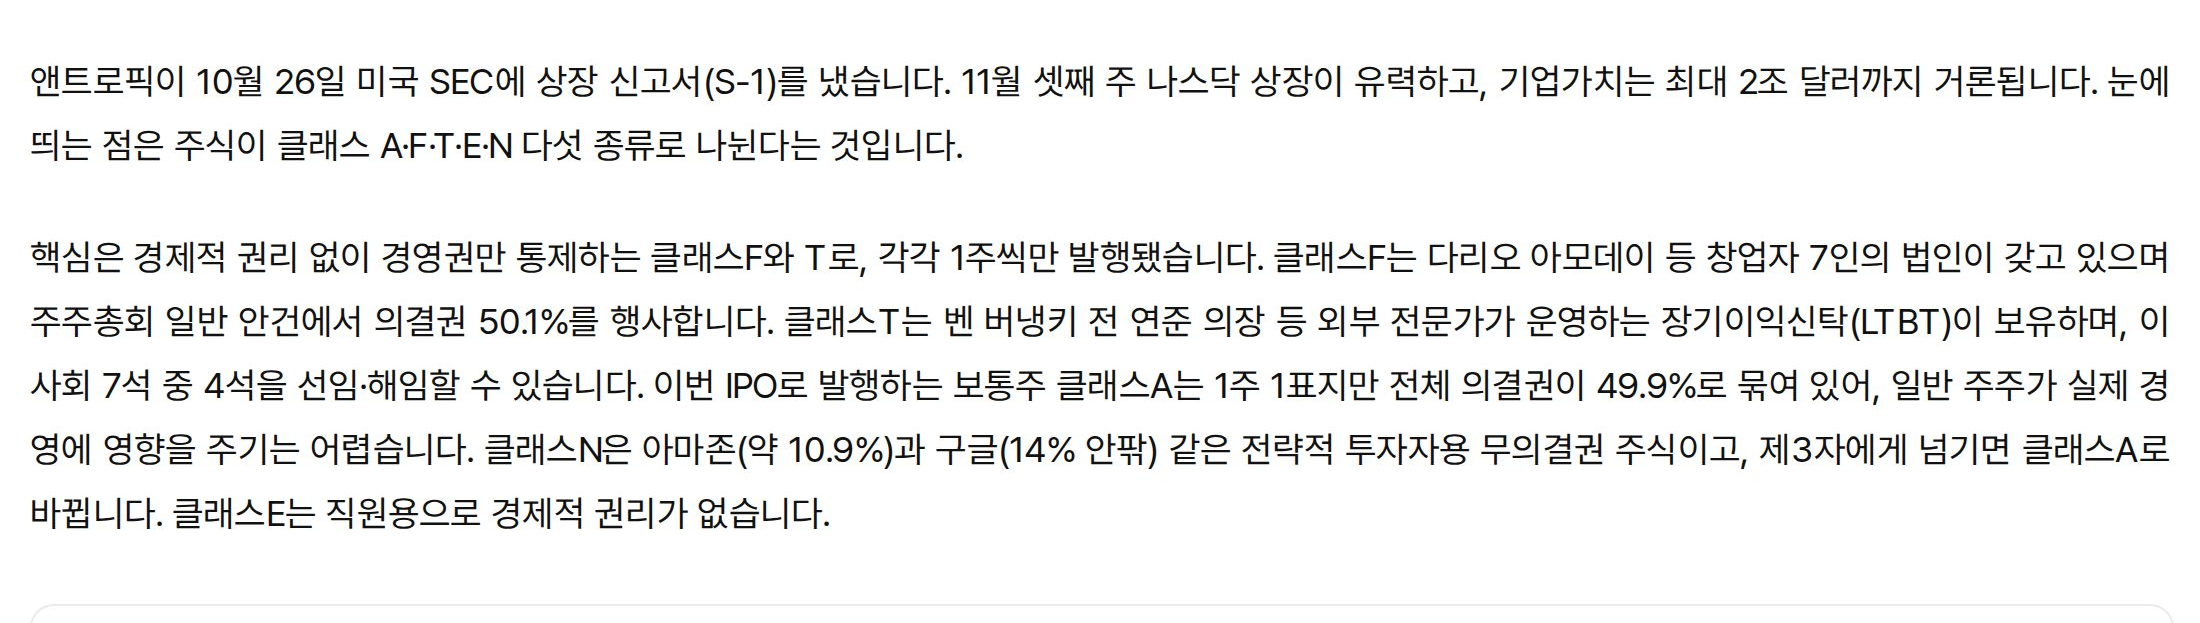 앤트로픽이 10월 26일 미국 SEC에 상장 신고서(S-1)를 냈습니다. 11월 셋째 주 나스닥 상장이 유력하고, 기업가치는 최대 2조 달러까지 거론됩니다. 눈에
띄는 점은 주식이 클래스 A·F·T·E·N 다섯 종류로 나뉜다는 것입니다.
핵심은 경제적 권리 없이 경영권만 통제하는 클래스F와 T로, 각각 1주씩만 발행됐습니다. 클래스F는 다리오 아모데이 등 창업자 7인의 법인이 갖고 있으며
주주총회 일반 안건에서 의결권 50.1%를 행사합니다. 클래스T는 벤 버냉키 전 연준 의장 등 외부 전문가가 운영하는 장기이익신탁(LTBT)이 보유하며, 이
사회 7석 중 4석을 선임·해임할 수 있습니다. 이번 IPO로 발행하는 보통주 클래스A는 1주 1표지만 전체 의결권이 49.9%로 묶여 있어, 일반 주주가 실제 경
영에 영향을 주기는 어렵습니다. 클래스N은 아마존(약 10.9%)과 구글(14% 안팎) 같은 전략적 투자자용 무의결권 주식이고, 제3자에게 넘기면 클래스A로
바뀝니다. 클래스E는 직원용으로 경제적 권리가 없습니다.